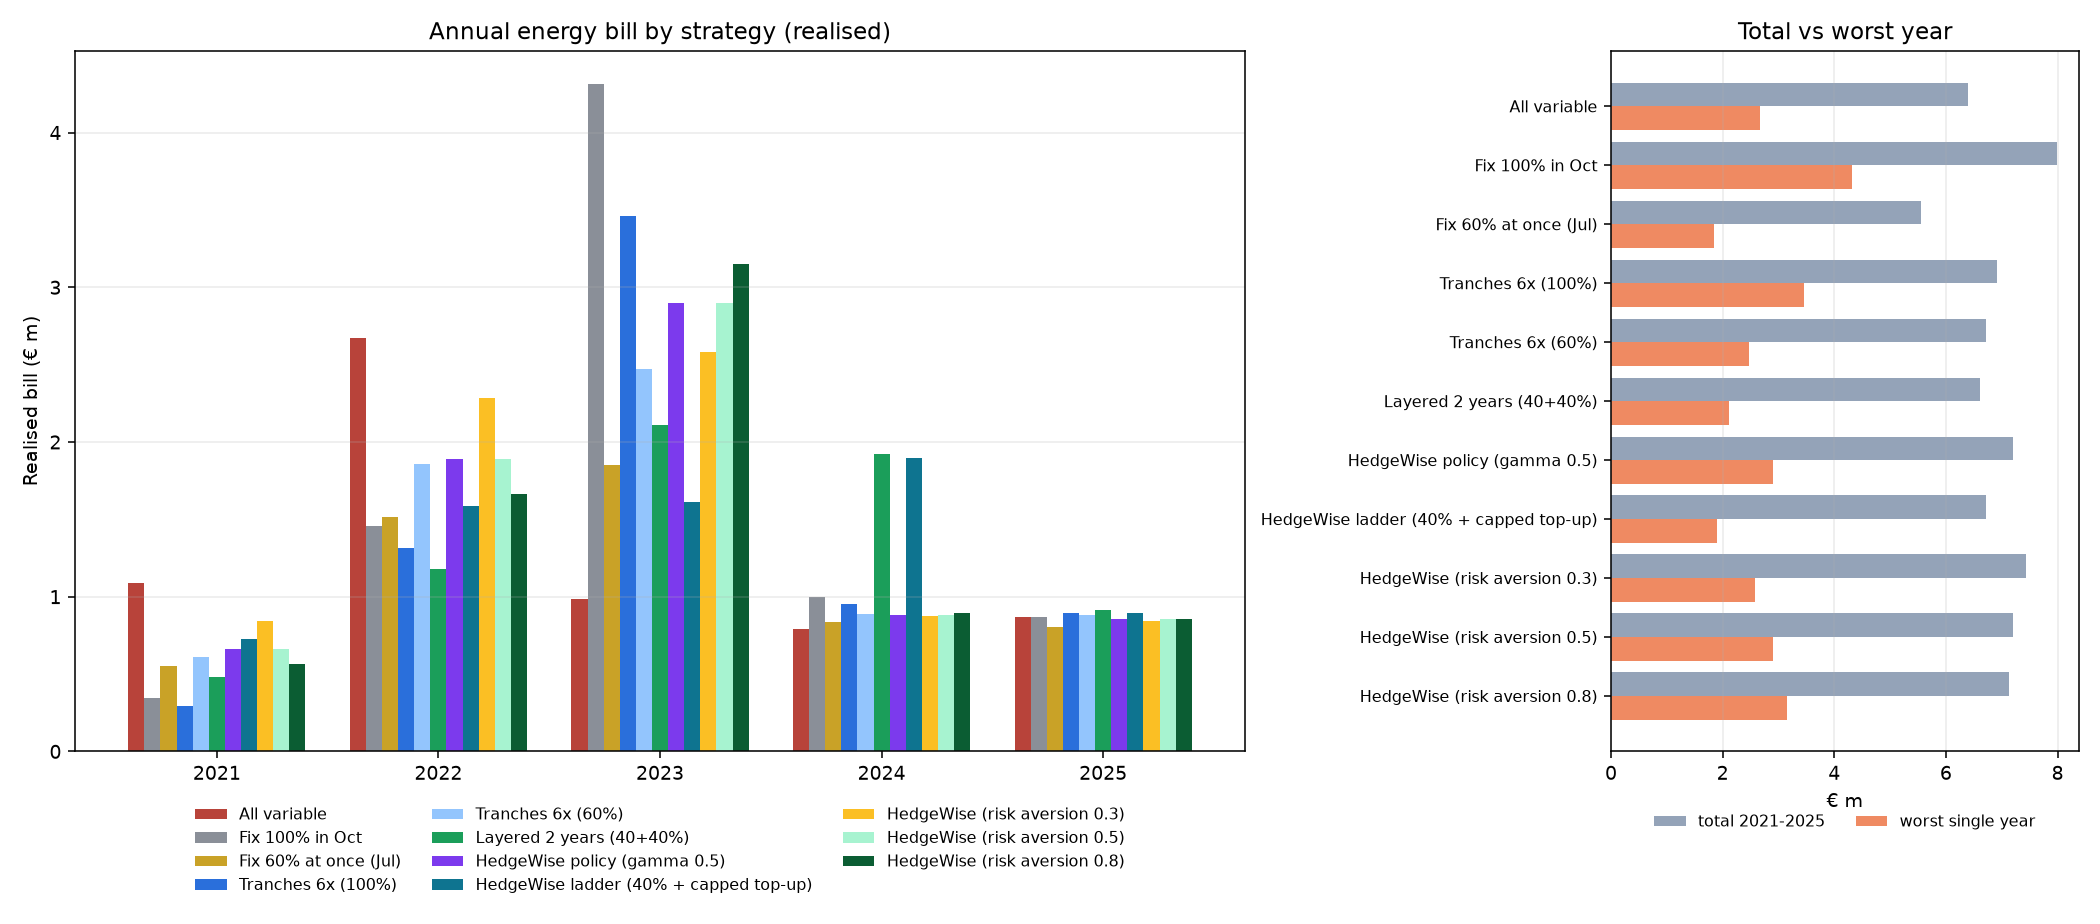 Annual energy bill by strategy (realised)
Realised bill (€ m)
4
3
2
1
0
2021
2022
2023
2024
2025
All variable
Fix 100% in Oct
Fix 60% at once (Jul)
Tranches 6x (100%)
Tranches 6x (60%)
Layered 2 years (40+40%)
HedgeWise policy (gamma 0.5)
HedgeWise ladder (40% + capped top-up)
HedgeWise (risk aversion 0.3)
HedgeWise (risk aversion 0.5)
HedgeWise (risk aversion 0.8)
Total vs worst year
All variable
Fix 100% in Oct
Fix 60% at once (Jul)
Tranches 6x (100%)
Tranches 6x (60%)
Layered 2 years (40+40%)
HedgeWise policy (gamma 0.5)
HedgeWise ladder (40% + capped top-up)
HedgeWise (risk aversion 0.3)
HedgeWise (risk aversion 0.5)
HedgeWise (risk aversion 0.8)
0
2
4
6
8
€ m
total 2021-2025
worst single year